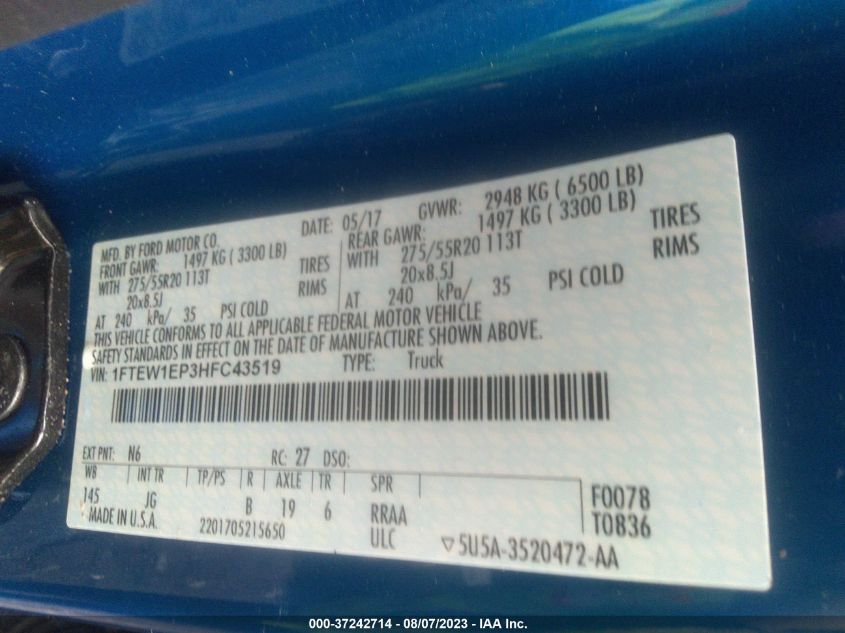 MFD. BY FORD MOTOR CO.
DATE: 05/17 GVWR: 2948 KG ( 6500 LB)
FRONT GAWR: 1497 KG ( 3300 LB)
REAR GAWR: 1497 KG ( 3300 LB)
WITH 275/55R20 113T TIRES
WITH 275/55R20 113T TIRES
20x8.5J RIMS
20x8.5J RIMS
AT 240 kPa/ 35 PSI COLD
AT 240 kPa/ 35 PSI COLD
THIS VEHICLE CONFORMS TO ALL APPLICABLE FEDERAL MOTOR VEHICLE
SAFETY STANDARDS IN EFFECT ON THE DATE OF MANUFACTURE SHOWN ABOVE.
VIN: 1FTEW1EP3HFC43519 TYPE: Truck
EXT PNT: N6 RC: 27 DSO:
WB INT TR TP/PS R AXLE TR SPR
145 JG B 19 6 RRAA F0078
MADE IN U.S.A. 2201705215650 ULC T0836
▽5U5A-3520472-AA
000-37242714 - 08/07/2023 - IAA Inc.